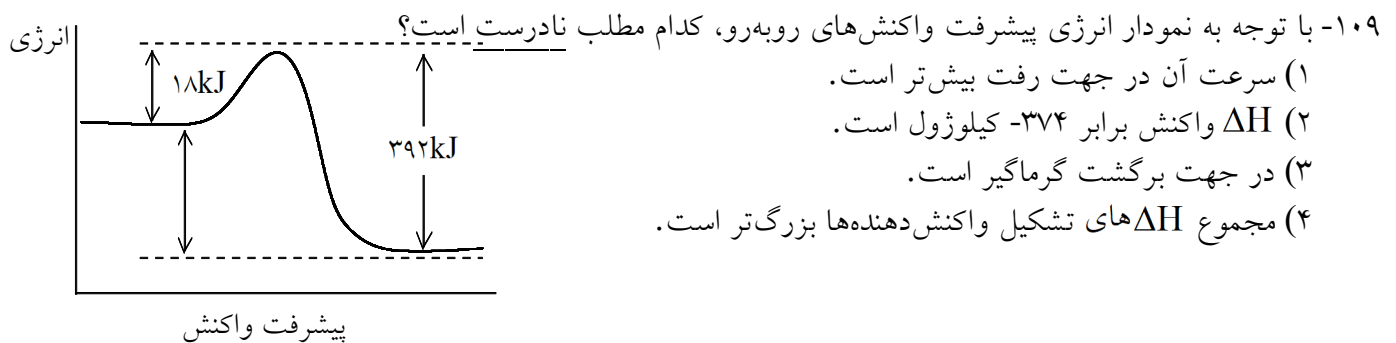 ۱۰۹- با توجه به نمودار انرژی پیشرفت واکنش‌های روبه‌رو، کدام مطلب نادرست است؟
۱) سرعت آن در جهت رفت بیش‌تر است.
۲) ΔH واکنش برابر ۳۷۴- کیلوژول است.
۳) در جهت برگشت گرماگیر است.
۴) مجموع ΔHهای تشکیل واکنش‌دهنده‌ها بزرگ‌تر است.
انرژی
۱۸kJ
۳۹۲kJ
پیشرفت واکنش